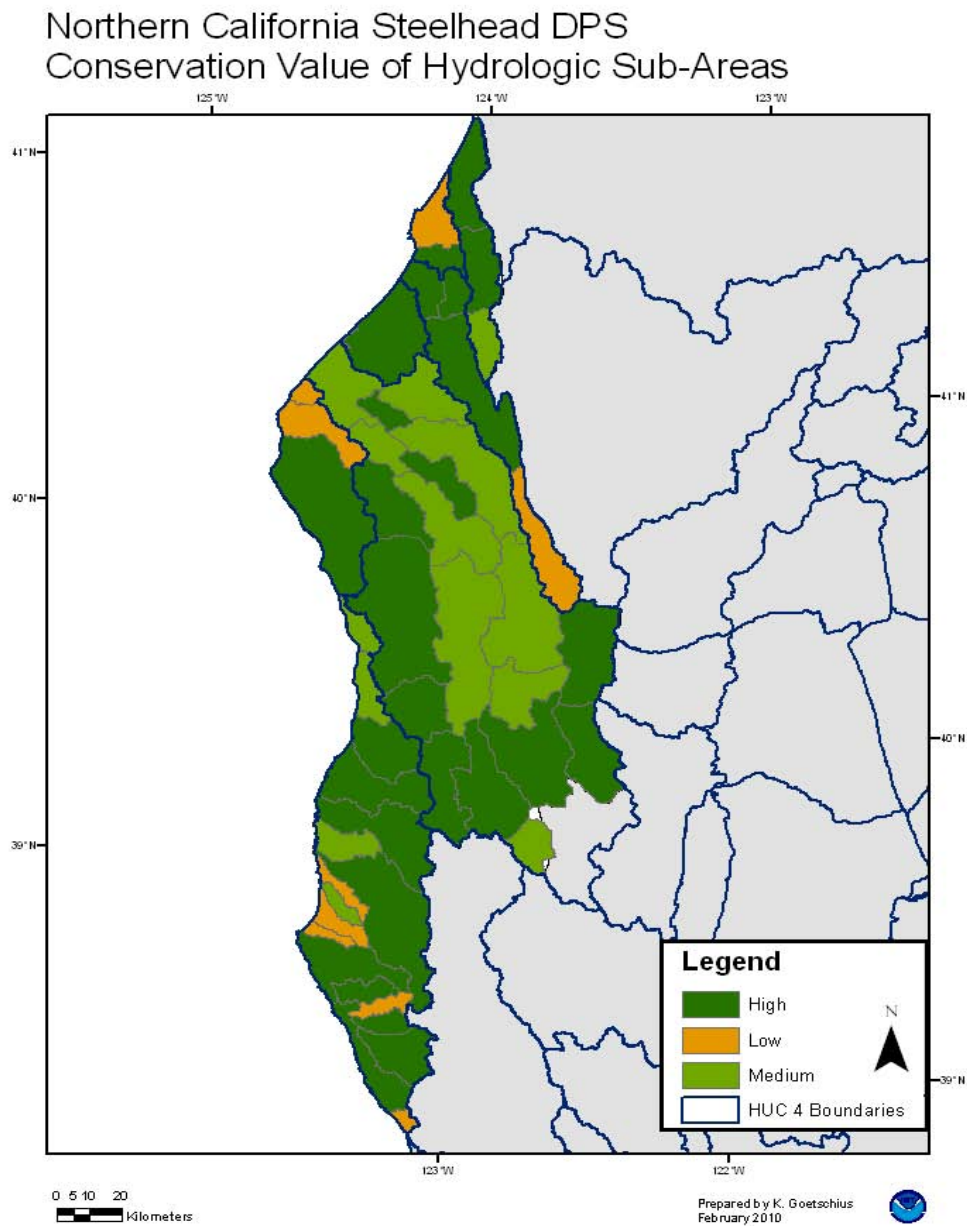 Northern California Steelhead DPS
Conservation Value of Hydrologic Sub-Areas
125°W 124°W 123°W
41°N
41°N
40°N
40°N
39°N
39°N
Legend
High
Low
Medium
HUC 4 Boundaries
N
123°W 122°W
0 5 10 20
Kilometers
Prepared by K. Goetschius
February 2010